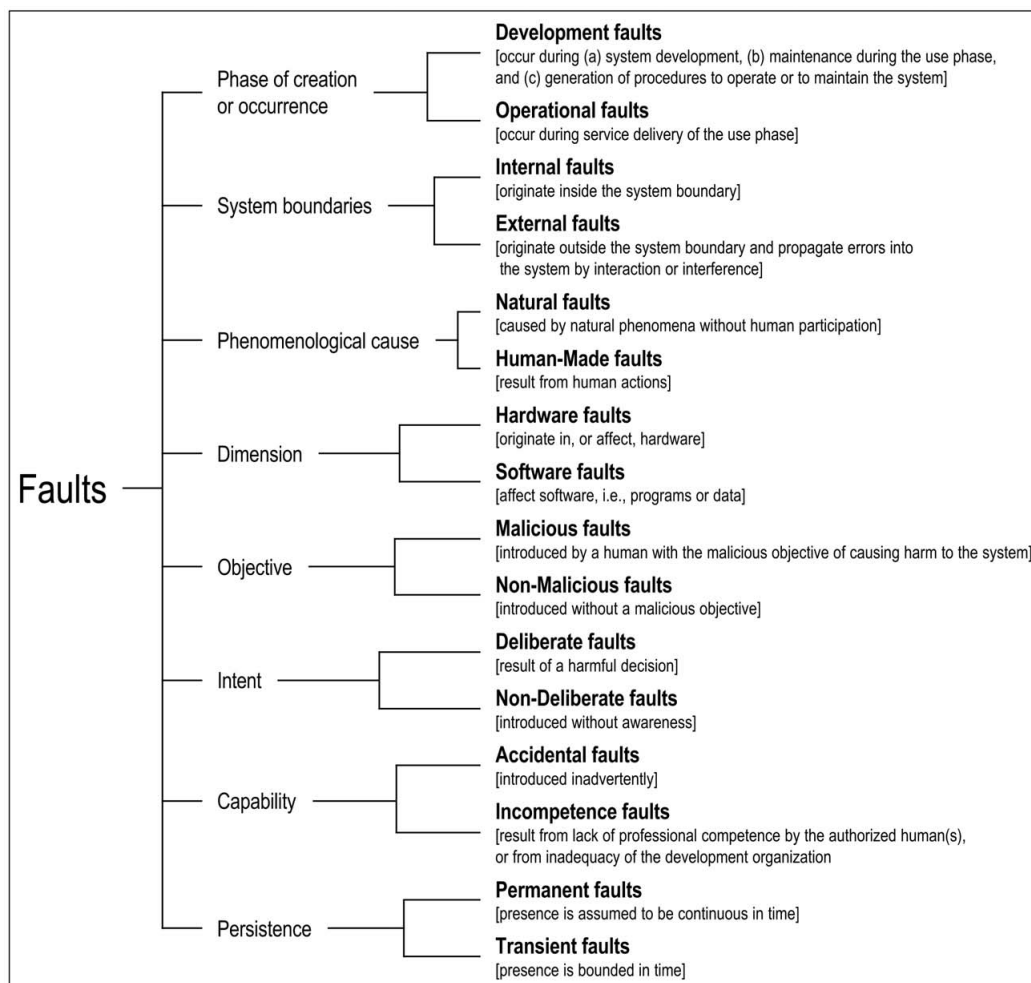 Faults
Phase of creation
or occurrence
Development faults
[occur during (a) system development, (b) maintenance during the use phase,
and (c) generation of procedures to operate or to maintain the system]
Operational faults
[occur during service delivery of the use phase]
System boundaries
Internal faults
[originate inside the system boundary]
External faults
[originate outside the system boundary and propagate errors into
the system by interaction or interference]
Phenomenological cause
Natural faults
[caused by natural phenomena without human participation]
Human-Made faults
[result from human actions]
Dimension
Hardware faults
[originate in, or affect, hardware]
Software faults
[affect software, i.e., programs or data]
Objective
Malicious faults
[introduced by a human with the malicious objective of causing harm to the system]
Non-Malicious faults
[introduced without a malicious objective]
Intent
Deliberate faults
[result of a harmful decision]
Non-Deliberate faults
[introduced without awareness]
Capability
Accidental faults
[introduced inadvertently]
Incompetence faults
[result from lack of professional competence by the authorized human(s),
or from inadequacy of the development organization
Persistence
Permanent faults
[presence is assumed to be continuous in time]
Transient faults
[presence is bounded in time]